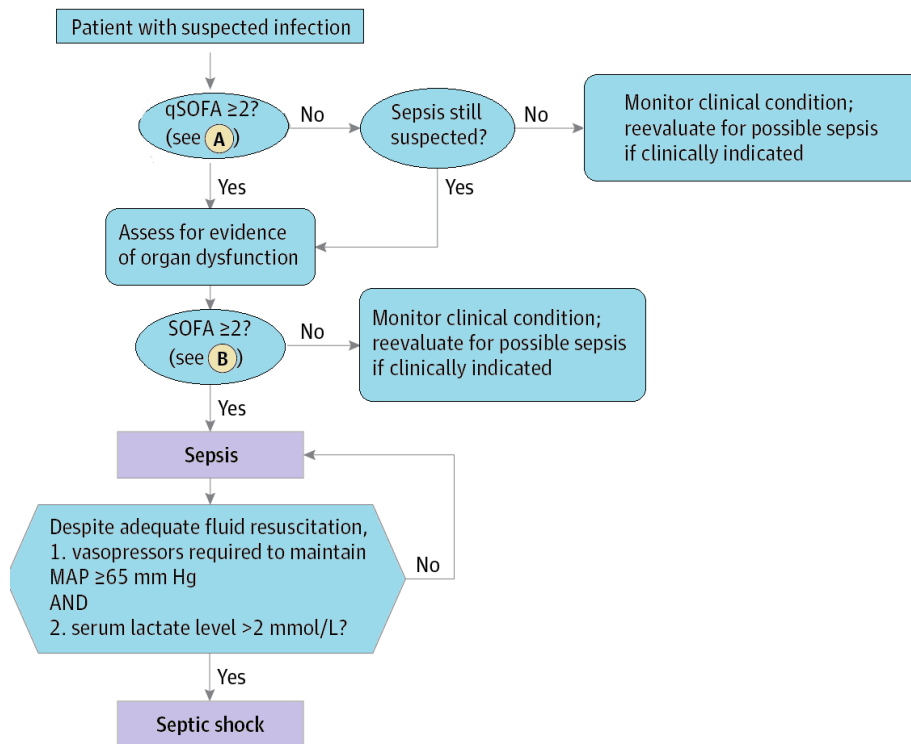 Patient with suspected infection
qSOFA ≥2?
(see A)
No
Sepsis still
suspected?
No
Monitor clinical condition;
reevaluate for possible sepsis
if clinically indicated
Yes
Yes
Assess for evidence
of organ dysfunction
SOFA ≥2?
(see B)
No
Monitor clinical condition;
reevaluate for possible sepsis
if clinically indicated
Yes
Sepsis
Despite adequate fluid resuscitation,
1. vasopressors required to maintain
MAP ≥65 mm Hg
AND
2. serum lactate level >2 mmol/L?
No
Yes
Septic shock